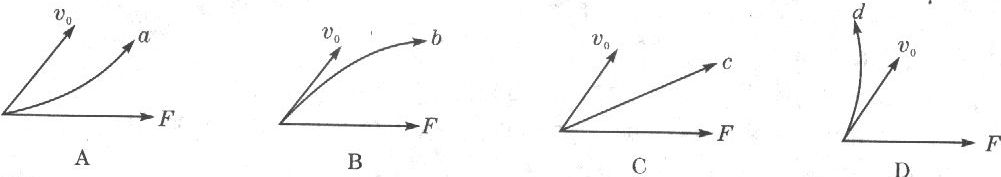 v₀ a F
A
v₀ b F
B
v₀ c F
C
d v₀ F
D